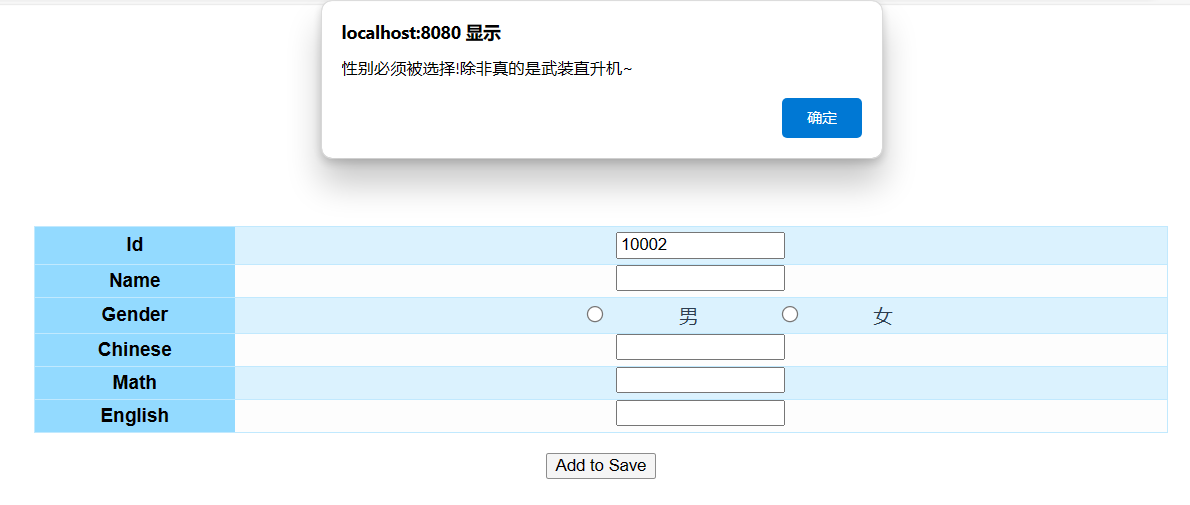 localhost:8080 显示
性别必须被选择!除非真的是武装直升机~
确定
Id 10002
Name
Gender 男 女
Chinese
Math
English
Add to Save